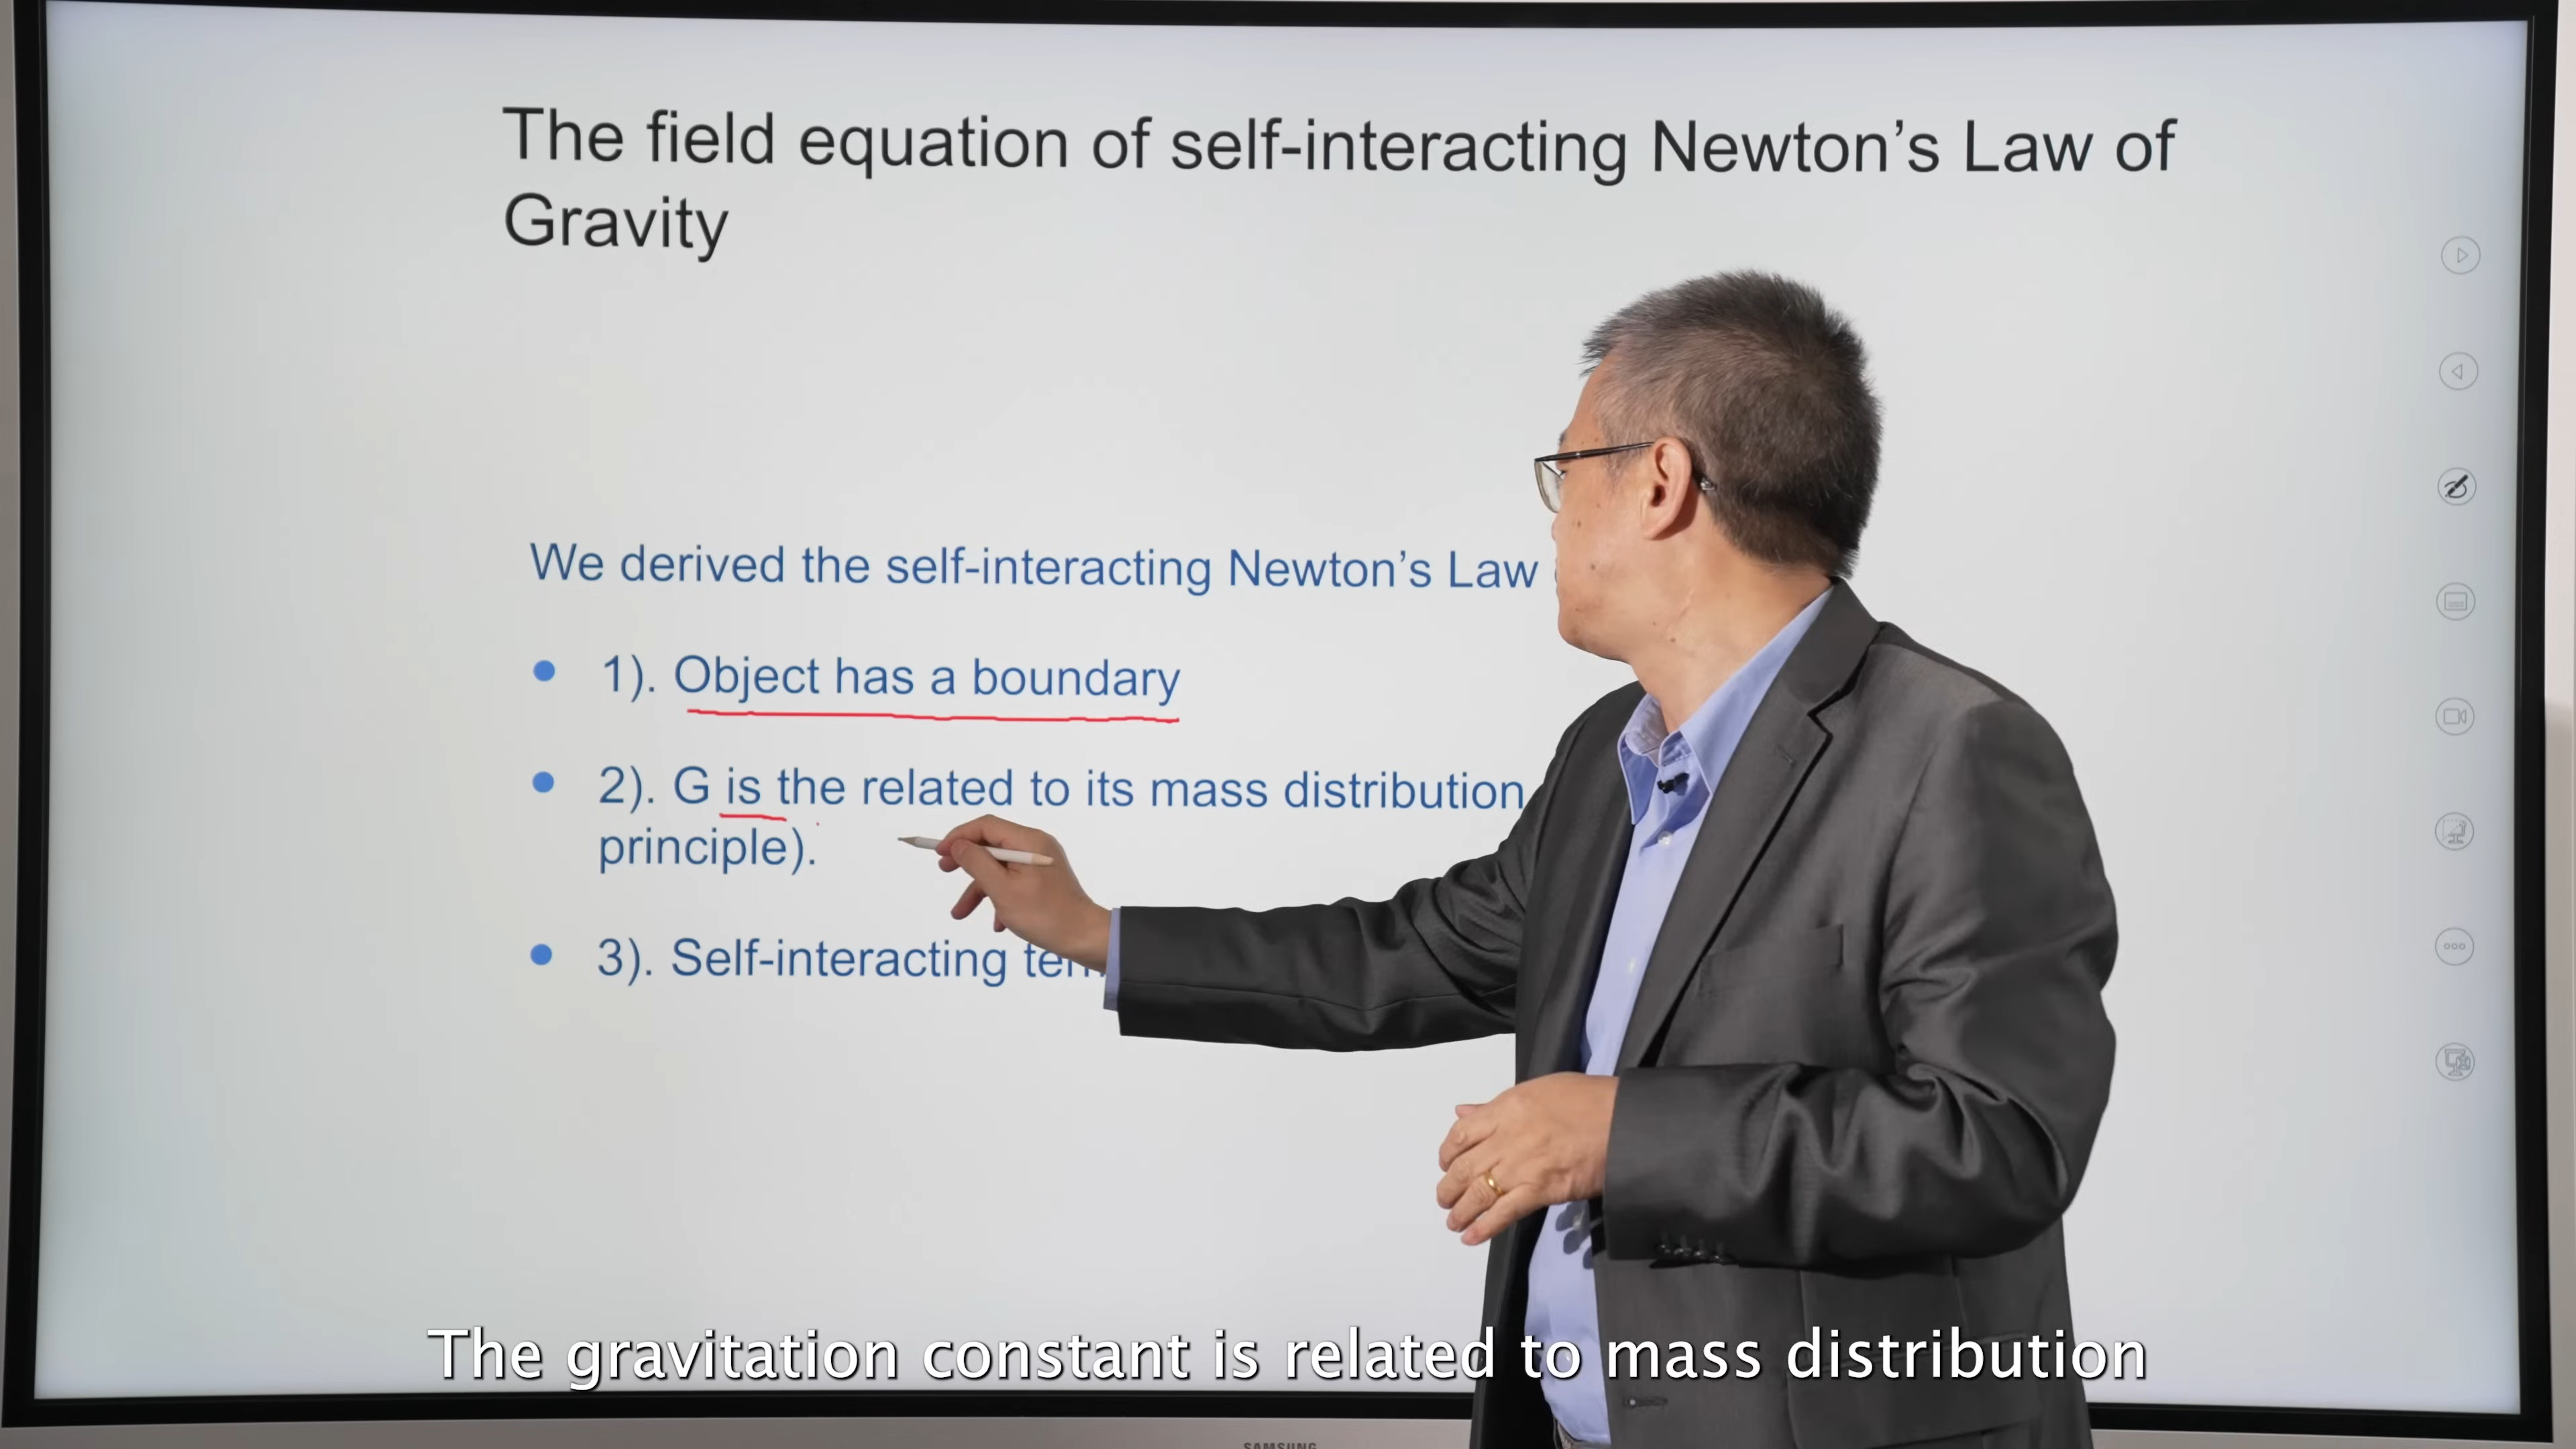 The field equation of self-interacting Newton's Law of
Gravity
We derived the self-interacting Newton's Law
1). Object has a boundary
2). G is the related to its mass distribution
principle).
3). Self-interacting
The gravitation constant is related to mass distribution
SAMSUNG